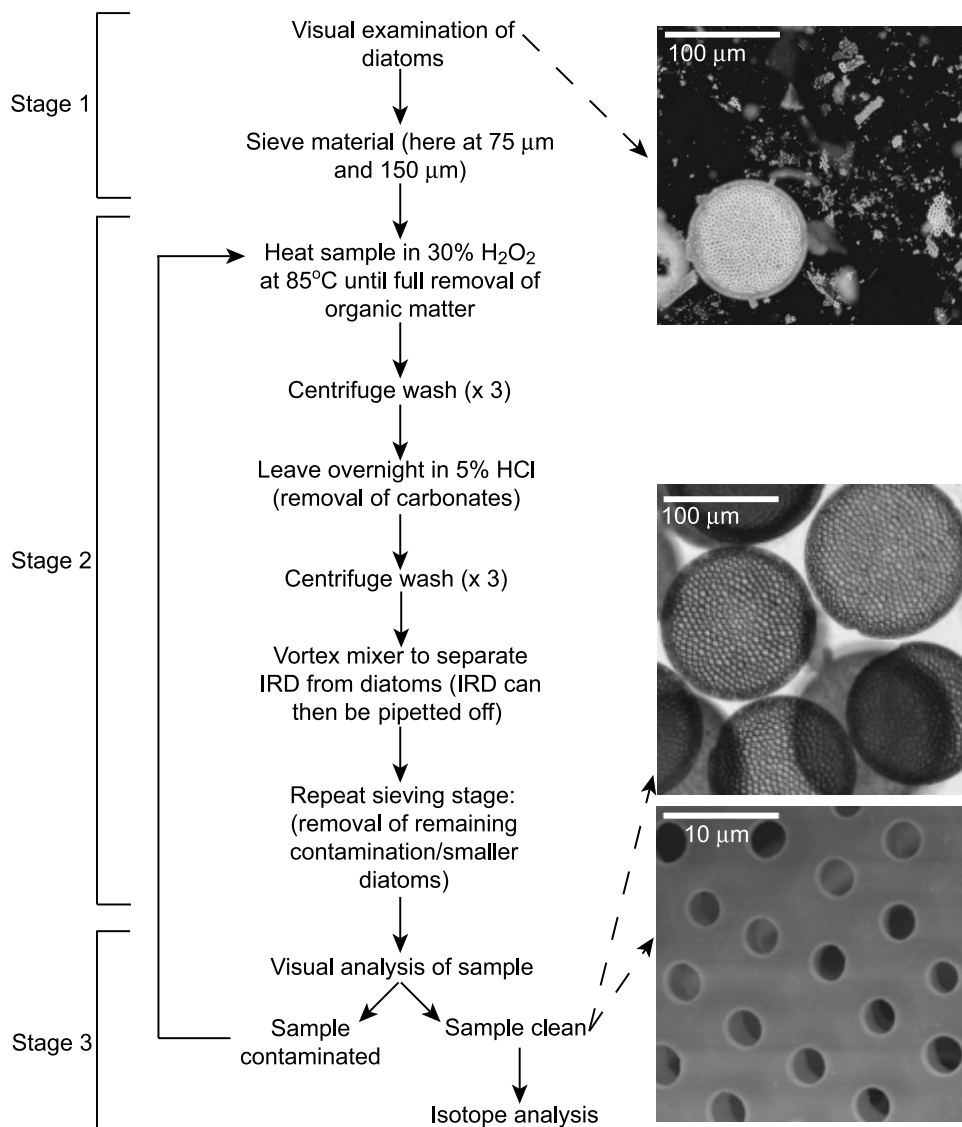 Stage 1
Visual examination of
diatoms
Sieve material (here at 75 μm
and 150 μm)
100 μm
Stage 2
Heat sample in 30% H₂O₂
at 85°C until full removal of
organic matter
Centrifuge wash (x 3)
Leave overnight in 5% HCl
(removal of carbonates)
Centrifuge wash (x 3)
Vortex mixer to separate
IRD from diatoms (IRD can
then be pipetted off)
Repeat sieving stage:
(removal of remaining
contamination/smaller
diatoms)
100 μm
10 μm
Stage 3
Visual analysis of sample
Sample
contaminated
Sample clean
Isotope analysis